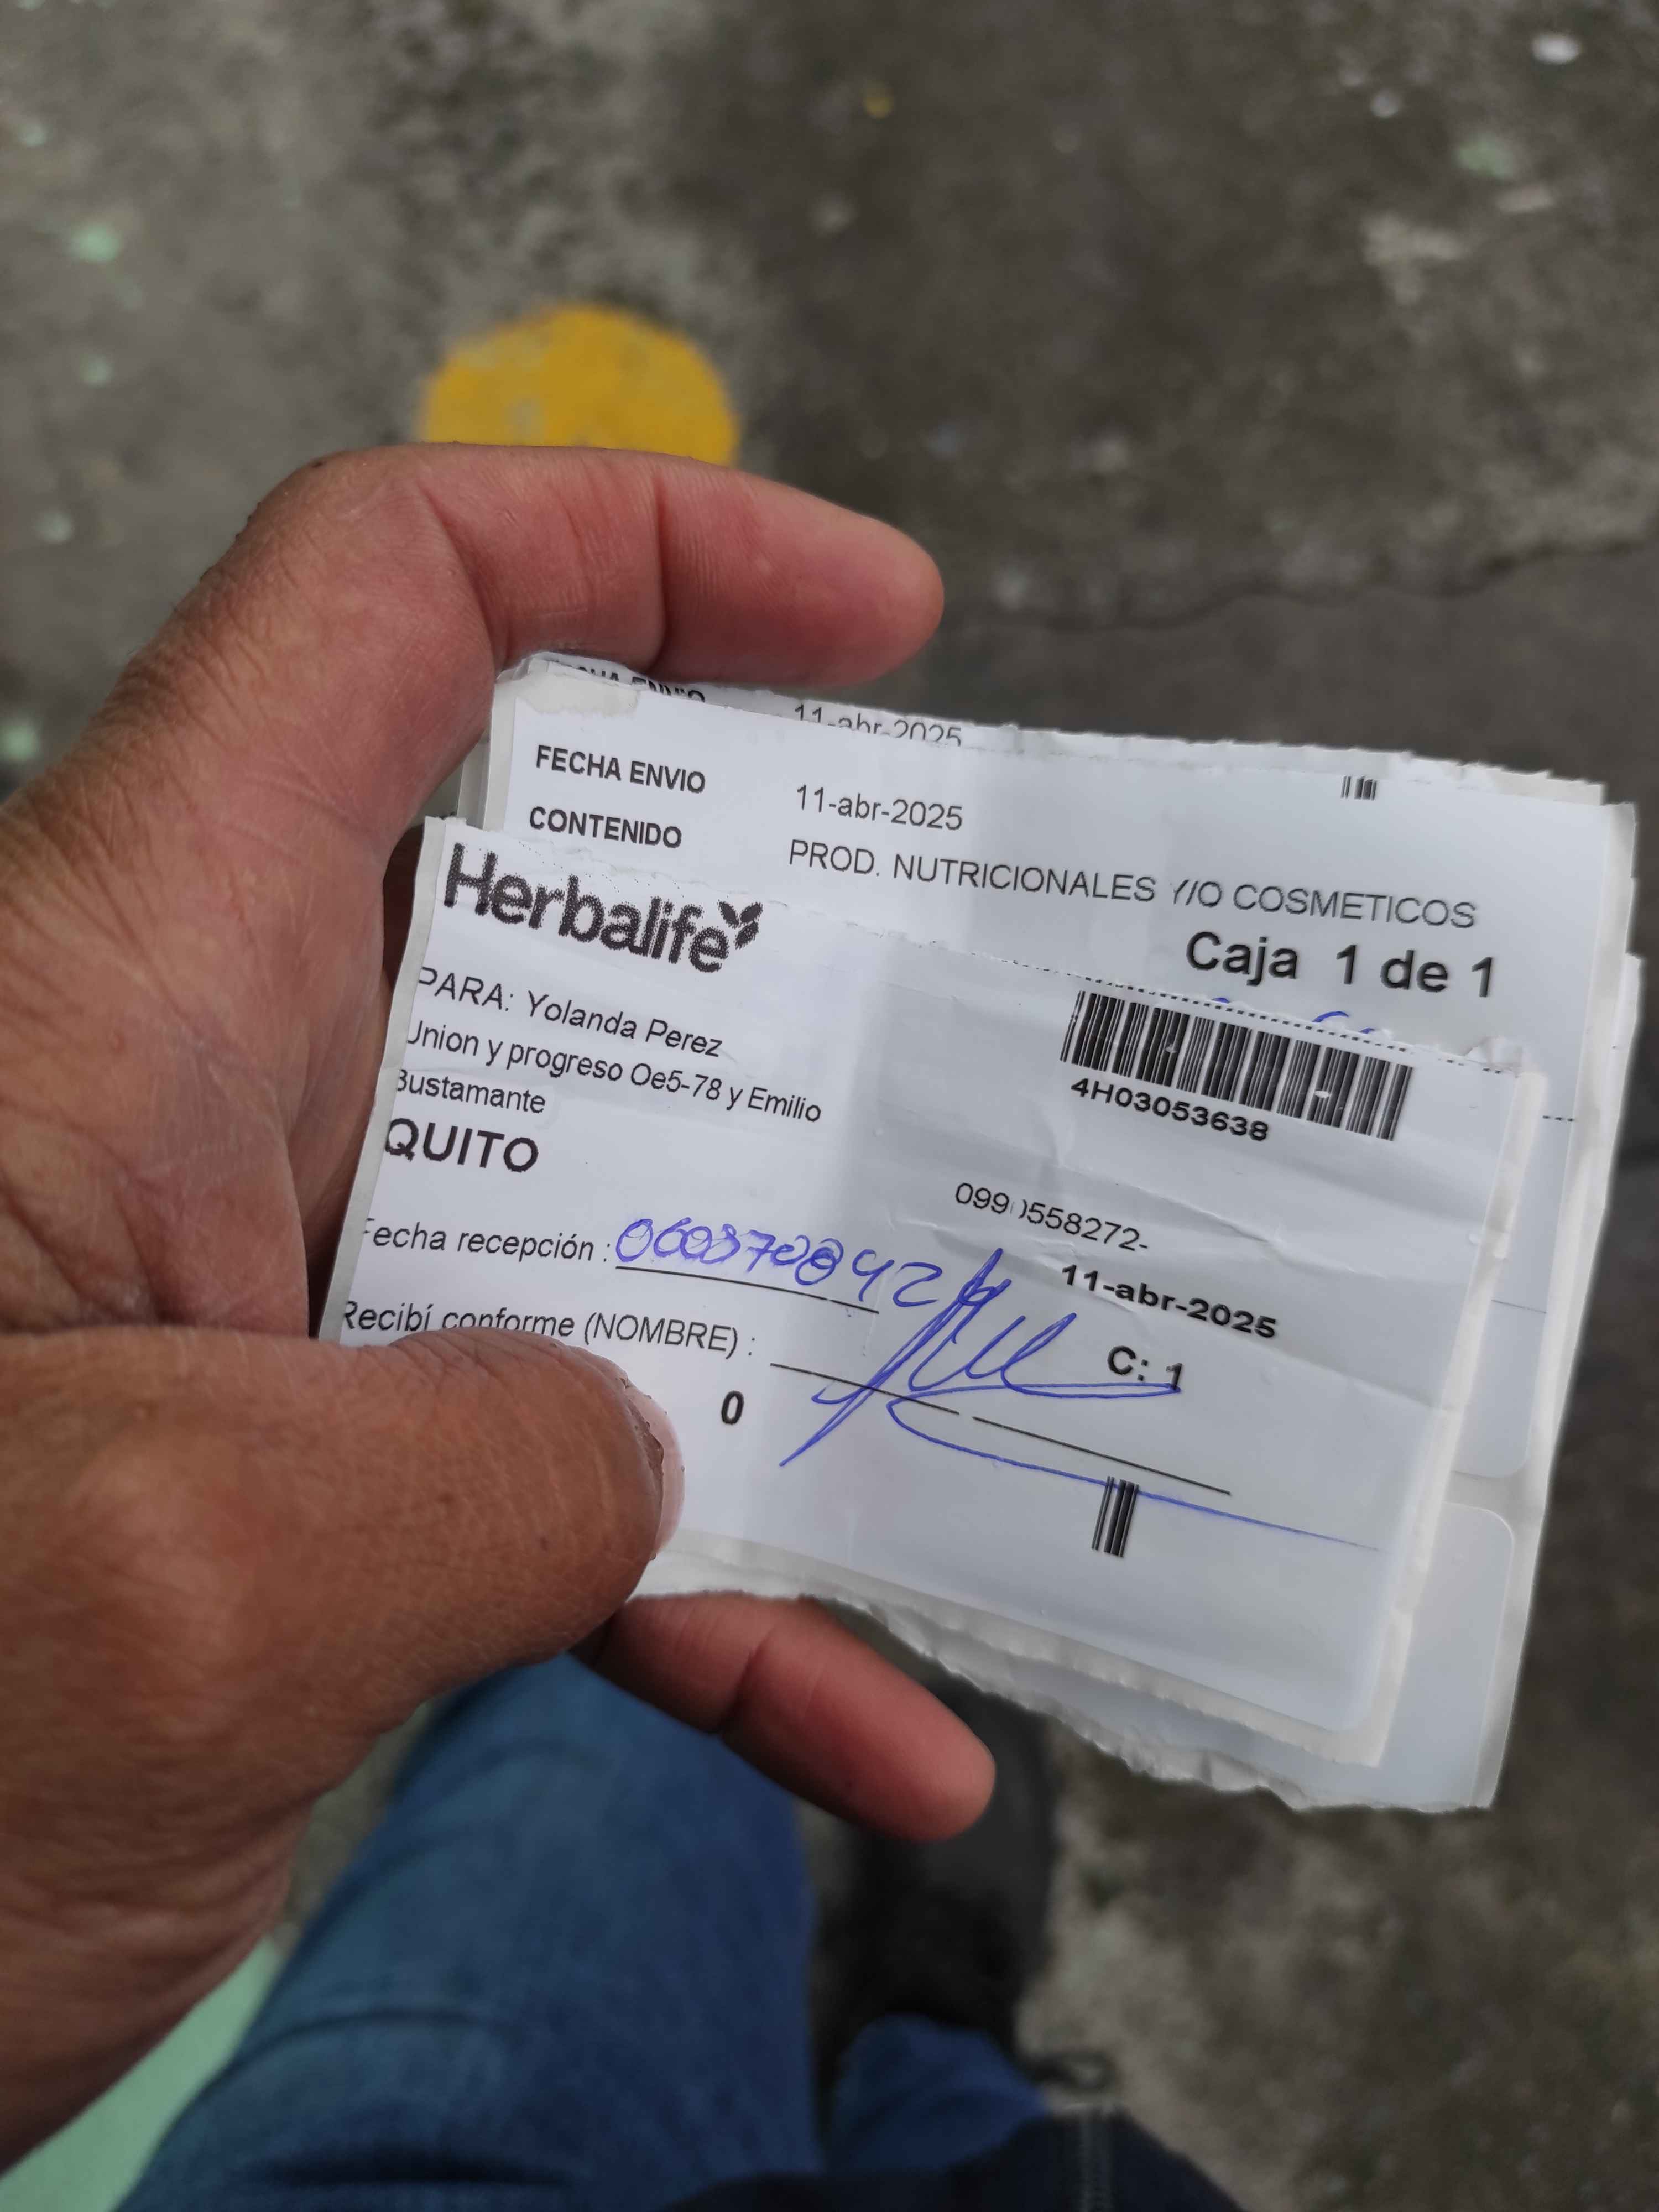 11-abr-2025
FECHA ENVIO 11-abr-2025
CONTENIDO PROD. NUTRICIONALES Y/O COSMETICOS
Caja 1 de 1
Herbalife
PARA: Yolanda Perez
Union y progreso Oe5-78 y Emilio
Bustamante
QUITO
4H03053638
558272-
Fecha recepción :
11-abr-2025
Recibí conforme (NOMBRE) :
C: 1
0